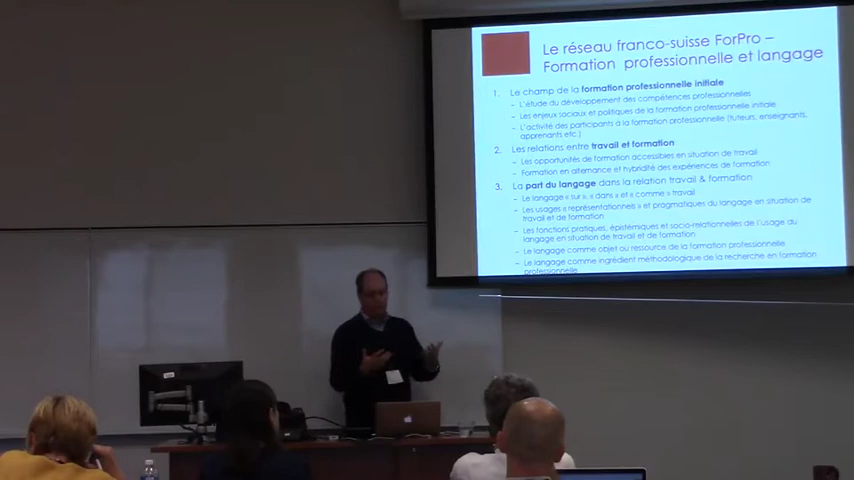 Le réseau franco-suisse ForPro –
Formation professionnelle et langage
1. Le champ de la formation professionnelle initiale
– L'étude du développement des compétences professionnelles
– Les enjeux sociaux et politiques de la formation professionnelle initiale
– L'activité des participants à la formation professionnelle (tuteurs, enseignants,
apprenants etc.)
2. Les relations entre travail et formation
– Les opportunités de formation accessibles en situation de travail
– Formation en alternance et hybridité des expériences de formation
3. La part du langage dans la relation travail & formation
– Le langage « sur », « dans » et « comme » travail
– Les usages « représentationnels » et pragmatiques du langage en situation de
travail et de formation
– Les fonctions pratiques, épistémiques et socio-relationnelles de l'usage du
langage en situation de travail et de formation
– Le langage comme objet ou ressource de la formation professionnelle
– Le langage comme ingrédient méthodologique de la recherche en formation
professionnelle